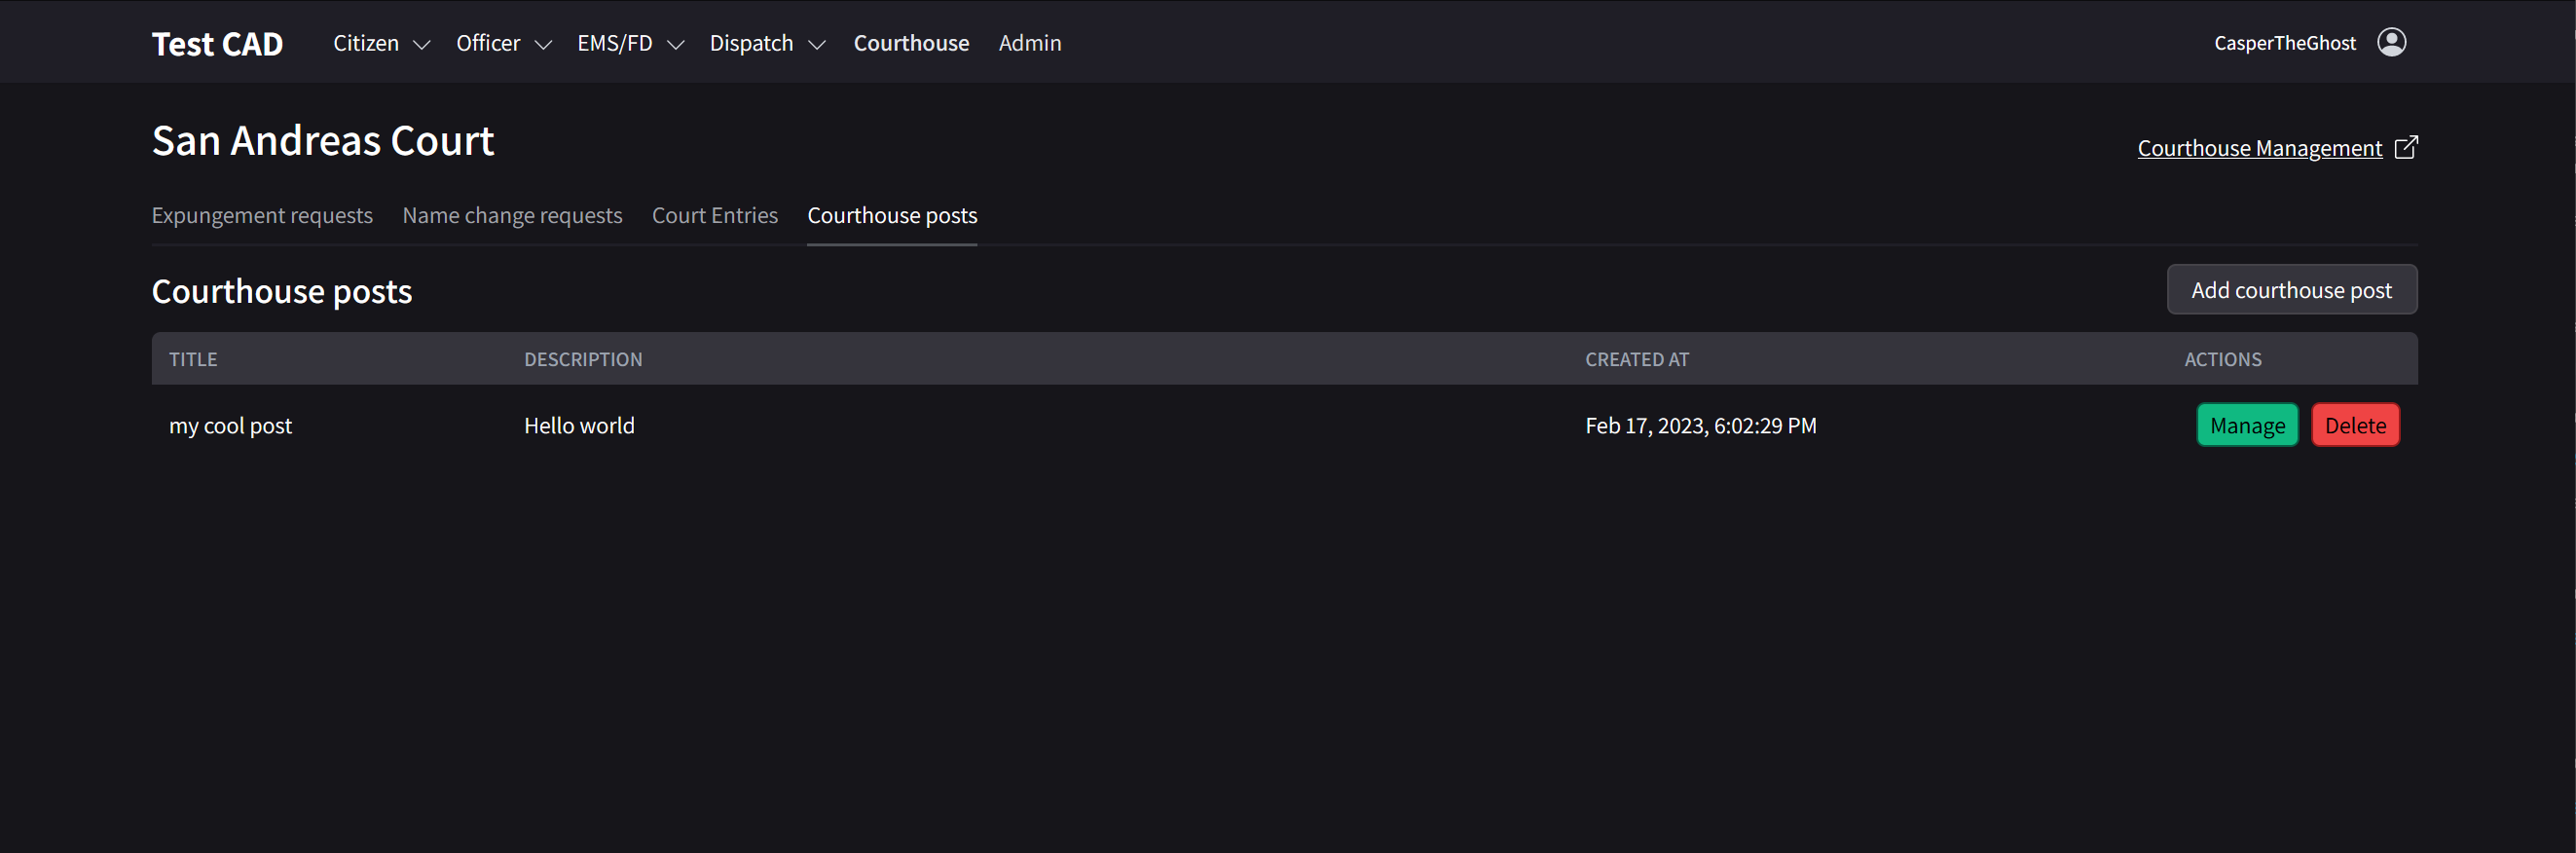 Test CAD Citizen Officer EMS/FD Dispatch Courthouse Admin CasperTheGhost
San Andreas Court
Courthouse Management
Expungement requests Name change requests Court Entries Courthouse posts
Courthouse posts Add courthouse post
TITLE DESCRIPTION CREATED AT ACTIONS
my cool post Hello world Feb 17, 2023, 6:02:29 PM Manage Delete